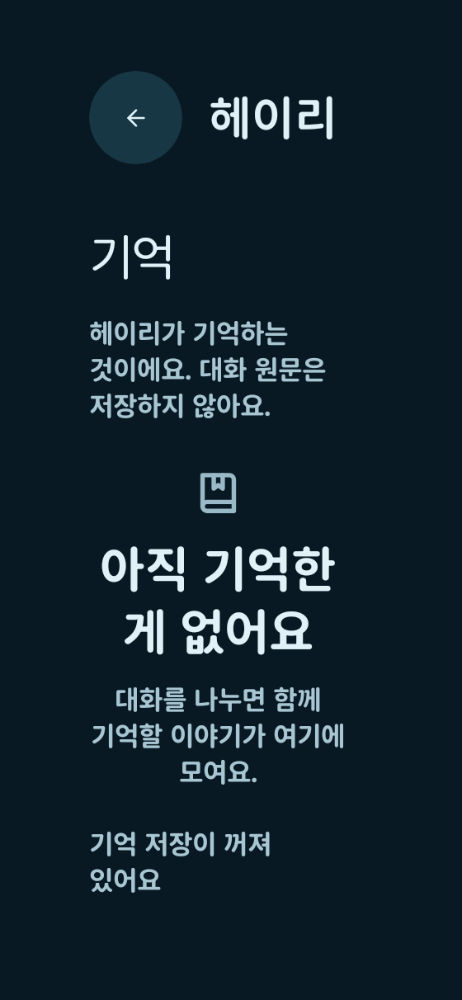 헤이리
기억
헤이리가 기억하는
것이에요. 대화 원문은
저장하지 않아요.
아직 기억한
게 없어요
대화를 나누면 함께
기억할 이야기가 여기에
모여요.
기억 저장이 꺼져
있어요